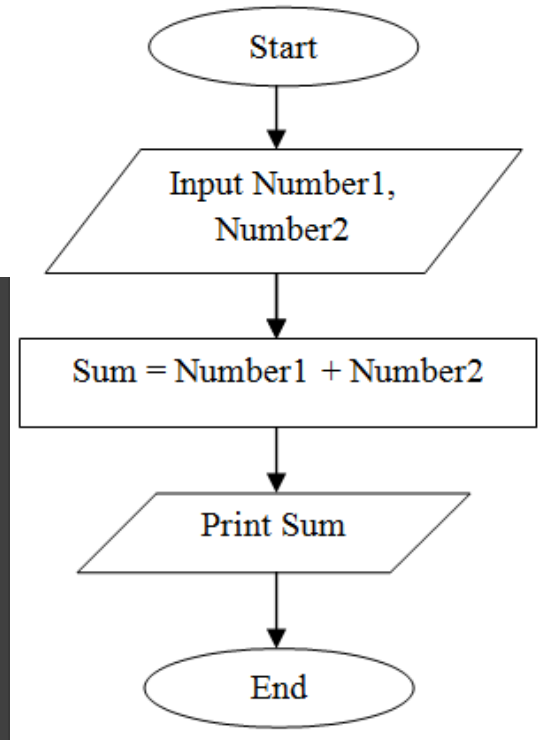 Start
Input Number1,
Number2
Sum = Number1 + Number2
Print Sum
End